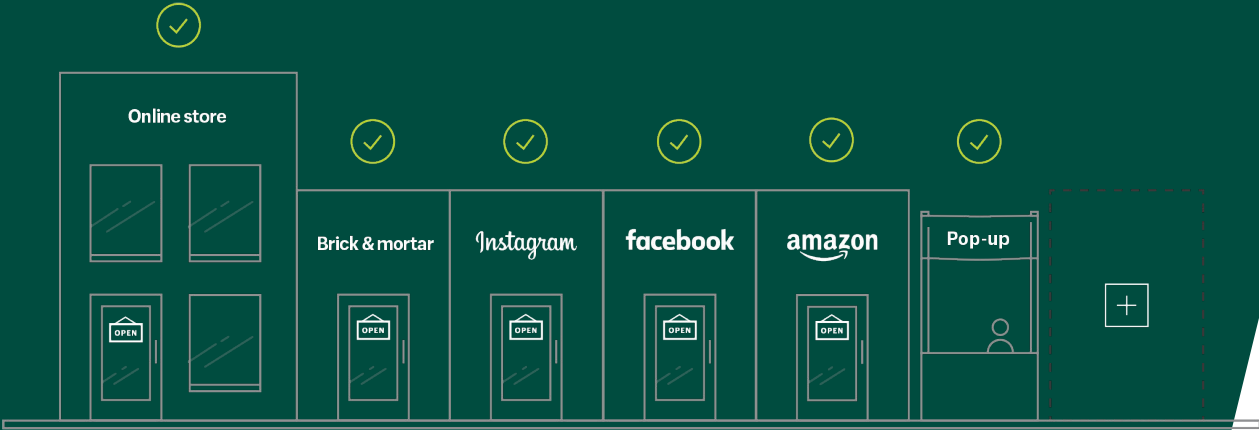 Online store
Brick & mortar
Instagram
facebook
amazon
Pop-up
OPEN
OPEN
OPEN
OPEN
OPEN